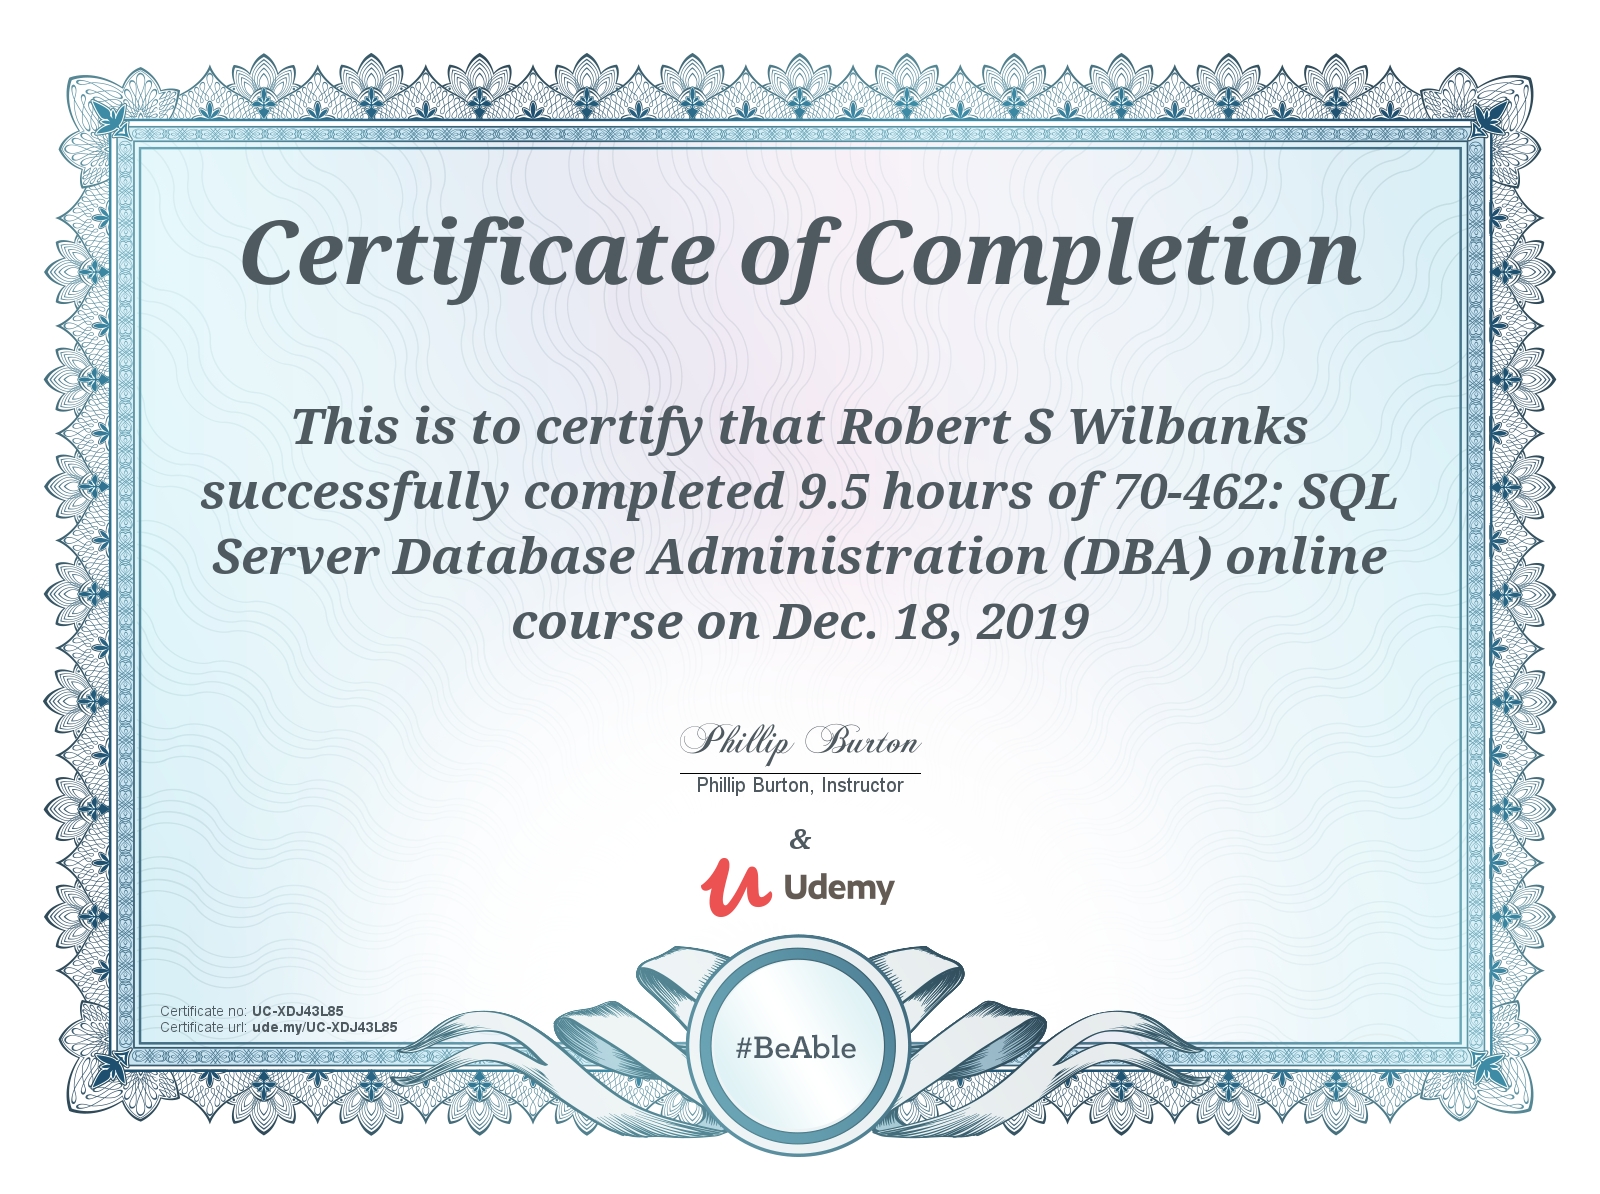 Certificate of Completion
This is to certify that Robert S Wilbanks
successfully completed 9.5 hours of 70-462: SQL
Server Database Administration (DBA) online
course on Dec. 18, 2019
Phillip Burton
Phillip Burton, Instructor
&
Udemy
Certificate no: UC-XDJ43L85
Certificate url: ude.my/UC-XDJ43L85
#BeAble